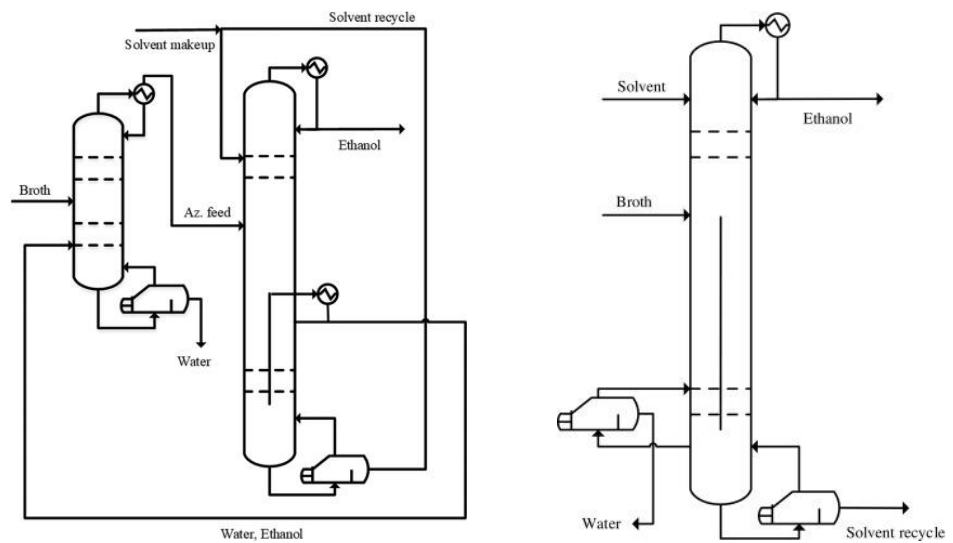 Solvent recycle
Solvent makeup
Ethanol
Broth
Az. feed
Water
Water, Ethanol
Solvent
Ethanol
Broth
Water
Solvent recycle